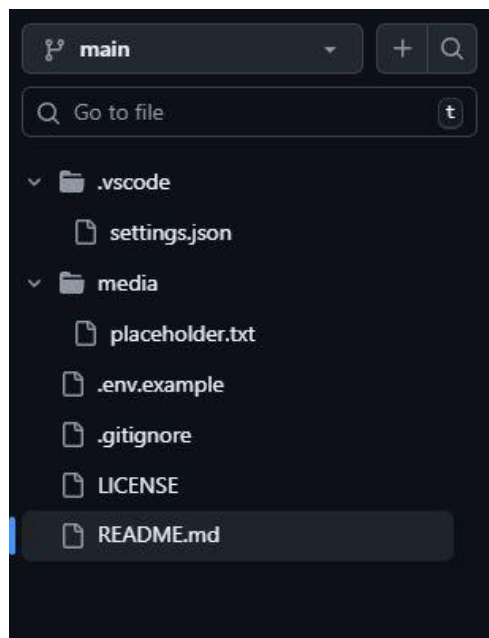 main
Go to file t
.vscode
settings.json
media
placeholder.txt
.env.example
.gitignore
LICENSE
README.md